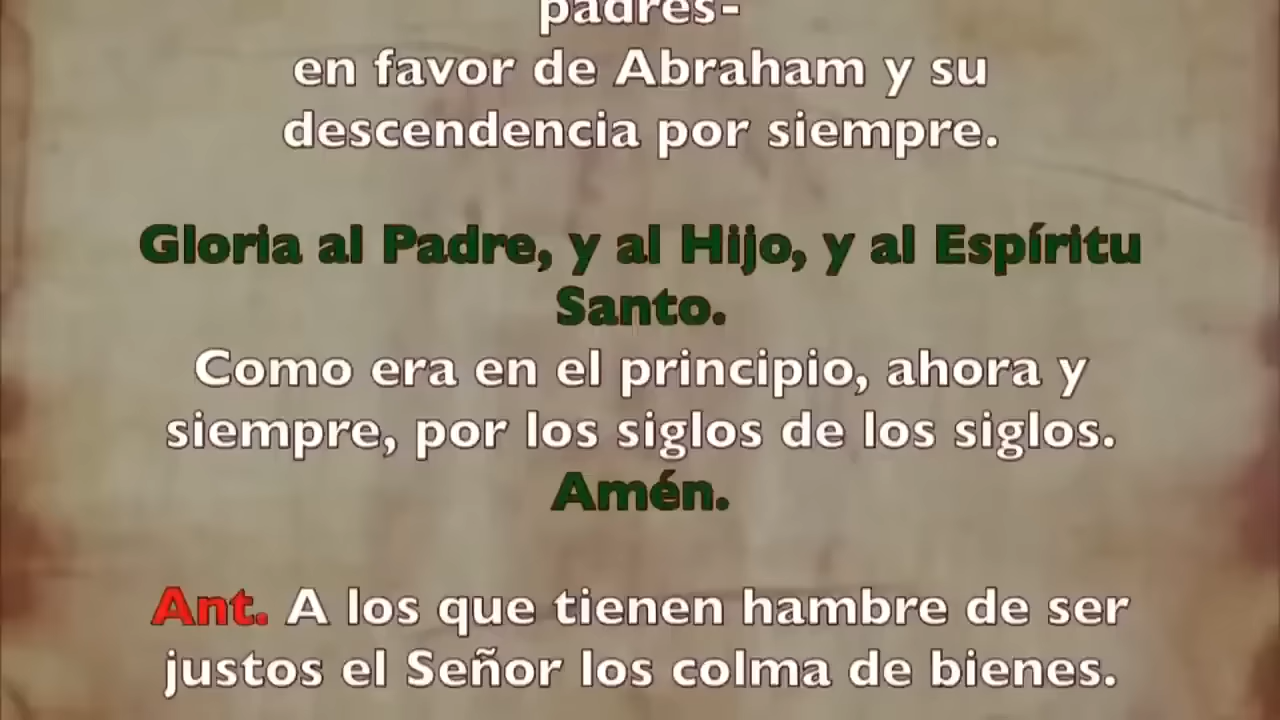 padres-
en favor de Abraham y su
descendencia por siempre.
Gloria al Padre, y al Hijo, y al Espíritu
Santo.
Como era en el principio, ahora y
siempre, por los siglos de los siglos.
Amén.
Ant. A los que tienen hambre de ser
justos el Señor los colma de bienes.